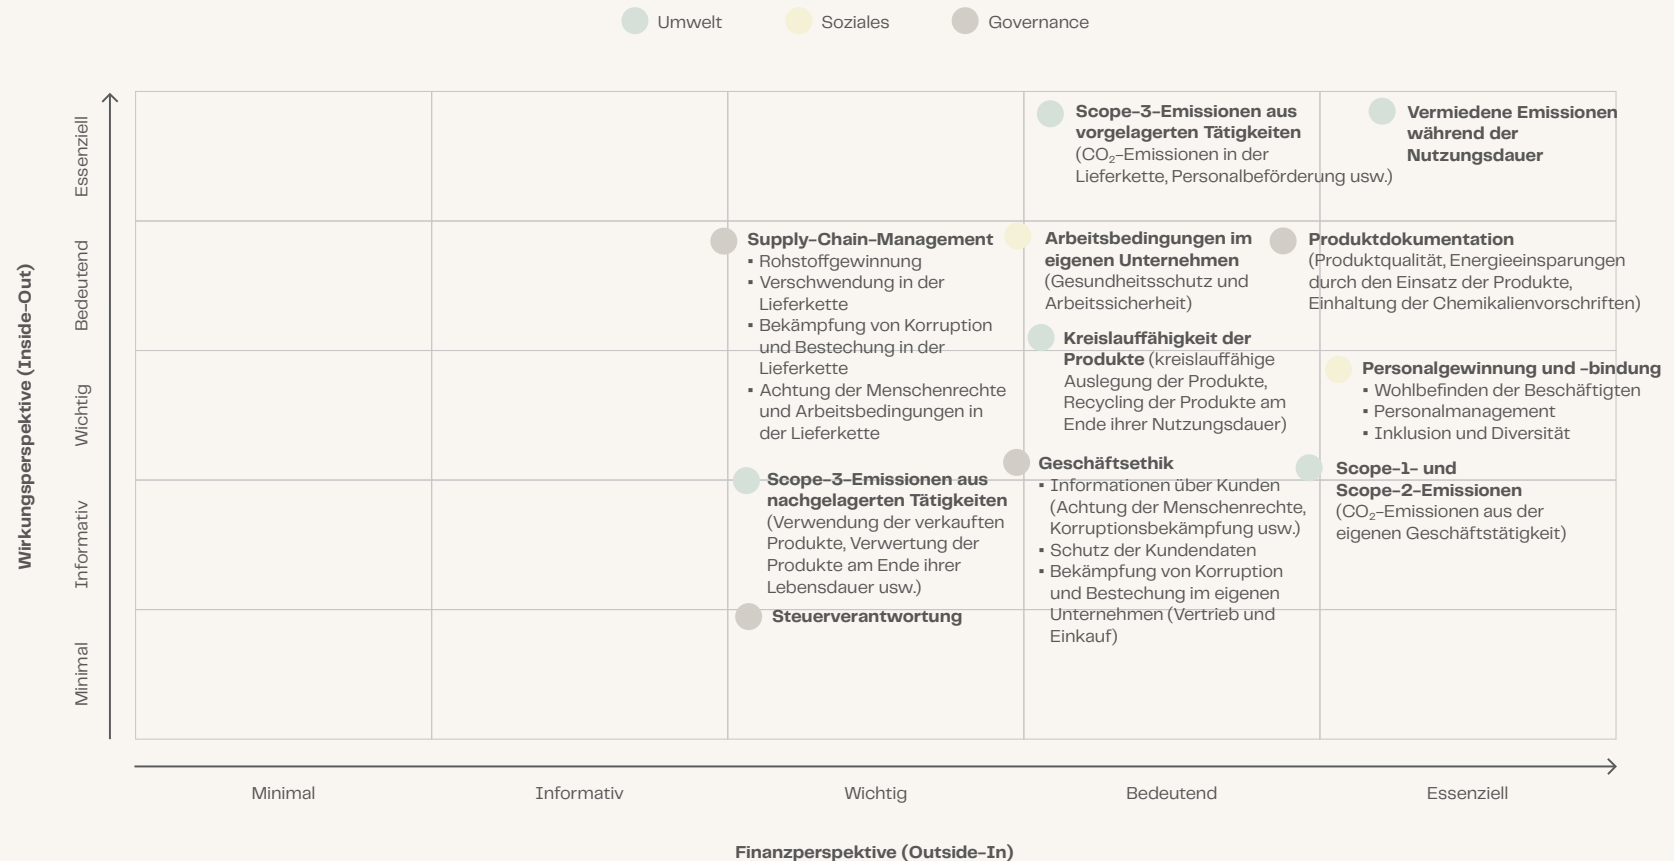 Umwelt
Soziales
Governance
Wirkungsperspektive (Inside-Out)
Essenziell
Bedeutend
Wichtig
Informativ
Minimal
Scope-3-Emissionen aus
vorgelagerten Tätigkeiten
(CO₂-Emissionen in der
Lieferkette, Personalbeförderung usw.)
Vermiedene Emissionen
während der
Nutzungsdauer
Supply-Chain-Management
▪ Rohstoffgewinnung
▪ Verschwendung in der
Lieferkette
▪ Bekämpfung von Korruption
und Bestechung in der
Lieferkette
▪ Achtung der Menschenrechte
und Arbeitsbedingungen in
der Lieferkette
Arbeitsbedingungen im
eigenen Unternehmen
(Gesundheitsschutz und
Arbeitssicherheit)
Produktdokumentation
(Produktqualität, Energieeinsparungen
durch den Einsatz der Produkte,
Einhaltung der Chemikalienvorschriften)
Kreislauffähigkeit der
Produkte (kreislauffähige
Auslegung der Produkte,
Recycling der Produkte am
Ende ihrer Nutzungsdauer)
Personalgewinnung und -bindung
▪ Wohlbefinden der Beschäftigten
▪ Personalmanagement
▪ Inklusion und Diversität
Scope-3-Emissionen aus
nachgelagerten Tätigkeiten
(Verwendung der verkauften
Produkte, Verwertung der
Produkte am Ende ihrer
Lebensdauer usw.)
Geschäftsethik
▪ Informationen über Kunden
(Achtung der Menschenrechte,
Korruptionsbekämpfung usw.)
▪ Schutz der Kundendaten
▪ Bekämpfung von Korruption
und Bestechung im eigenen
Unternehmen (Vertrieb und
Einkauf)
Scope-1- und
Scope-2-Emissionen
(CO₂-Emissionen aus der
eigenen Geschäftstätigkeit)
Steuerverantwortung
Minimal
Informativ
Wichtig
Bedeutend
Essenziell
Finanzperspektive (Outside-In)